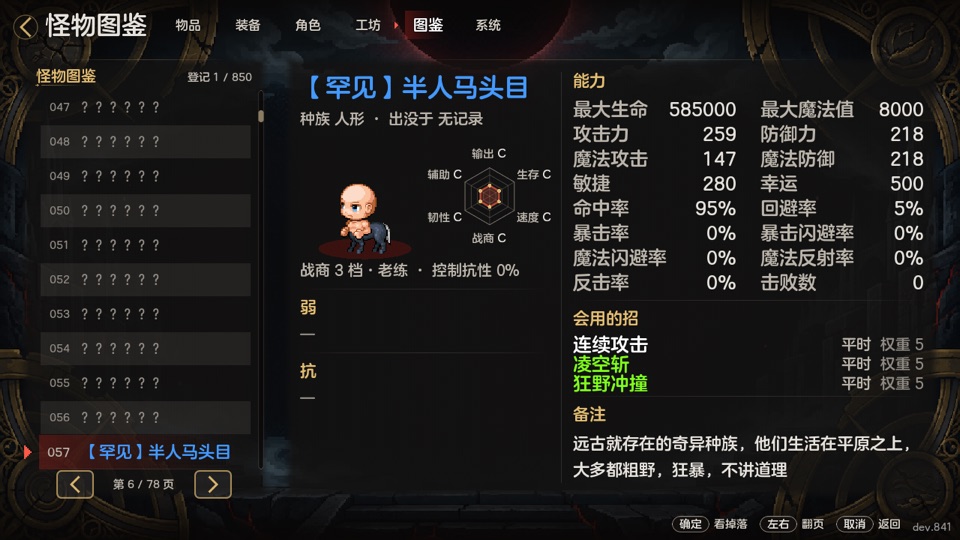 怪物图鉴
物品
装备
角色
工坊
图鉴
系统
怪物图鉴
登记 1 / 850
047 ? ? ? ? ? ?
048 ? ? ? ? ? ?
049 ? ? ? ? ? ?
050 ? ? ? ? ? ?
051 ? ? ? ? ? ?
052 ? ? ? ? ? ?
053 ? ? ? ? ? ?
054 ? ? ? ? ? ?
055 ? ? ? ? ? ?
056 ? ? ? ? ? ?
057 【罕见】半人马头目
第 6 / 78 页
【罕见】半人马头目
种族 人形 · 出没于 无记录
输出 C
辅助 C
生存 C
韧性 C
速度 C
战商 C
战商 3 档 · 老练 · 控制抗性 0%
弱
—
抗
—
能力
最大生命 585000 最大魔法值 8000
攻击力 259 防御力 218
魔法攻击 147 魔法防御 218
敏捷 280 幸运 500
命中率 95% 回避率 5%
暴击率 0% 暴击闪避率 0%
魔法闪避率 0% 魔法反射率 0%
反击率 0% 击败数 0
会用的招
连续攻击 平时 权重 5
凌空斩 平时 权重 5
狂野冲撞 平时 权重 5
备注
远古就存在的奇异种族，他们生活在平原之上，
大多都粗野，狂暴，不讲道理
确定 看掉落 左右 翻页 取消 返回 dev.841